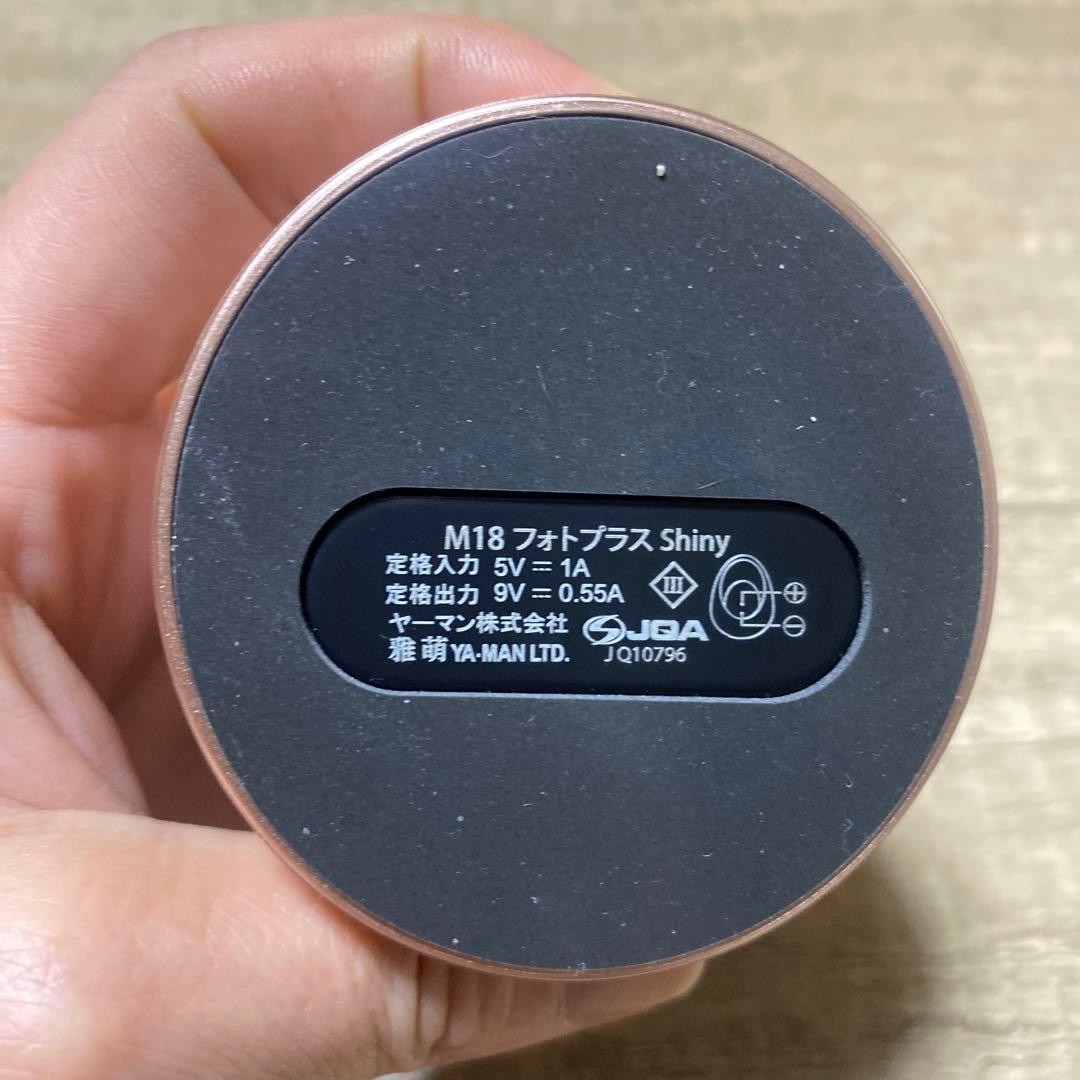 M18 フォトプラス Shiny
定格入力 5V ⎓ 1A
定格出力 9V ⎓ 0.55A
III
ヤーマン株式会社
JQA
雅萌 YA-MAN LTD.
JQ10796